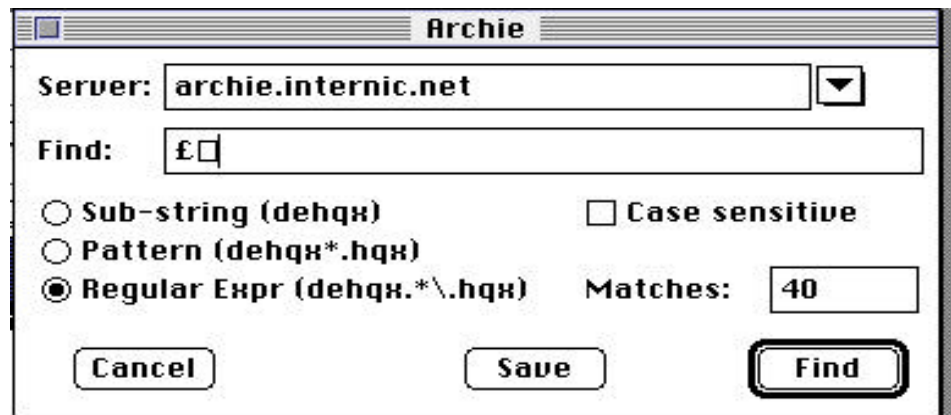 Archie
Server: archie.internic.net
Find: £□
Sub-string (dehqx)
Case sensitive
Pattern (dehqx*.hqx)
Regular Expr (dehqx.*\.hqx)
Matches: 40
Cancel Save Find